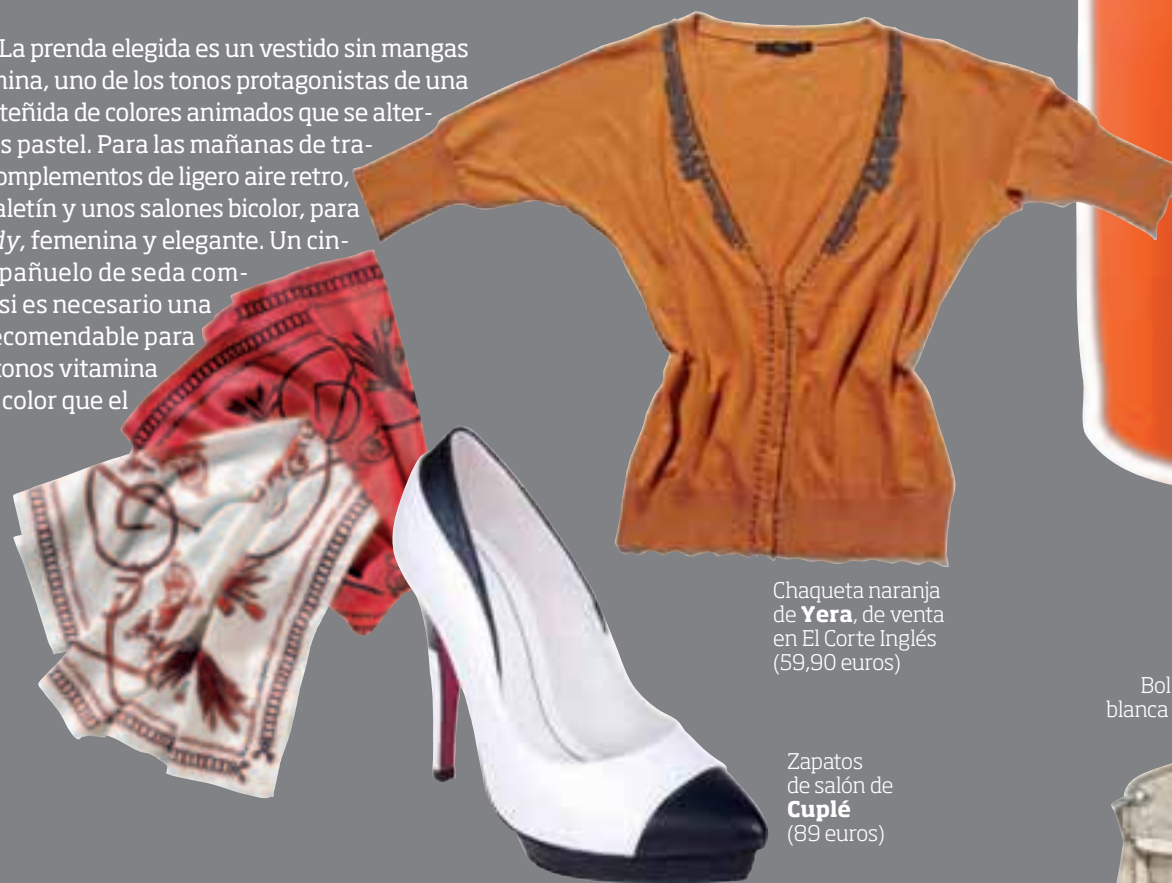 La prenda elegida es un vestido sin mangas
mina, uno de los tonos protagonistas de una
teñida de colores animados que se alter-
s pastel. Para las mañanas de tra-
omplementos de ligero aire retro,
aletín y unos salones bicolor, para
dy, femenina y elegante. Un cin-
pañuelo de seda com-
si es necesario una
ecomendable para
tonos vitamina
color que el
Chaqueta naranja
de Yera, de venta
en El Corte Inglés
(59,90 euros)
Bol
blanca
Zapatos
de salón de
Cuplé
(89 euros)